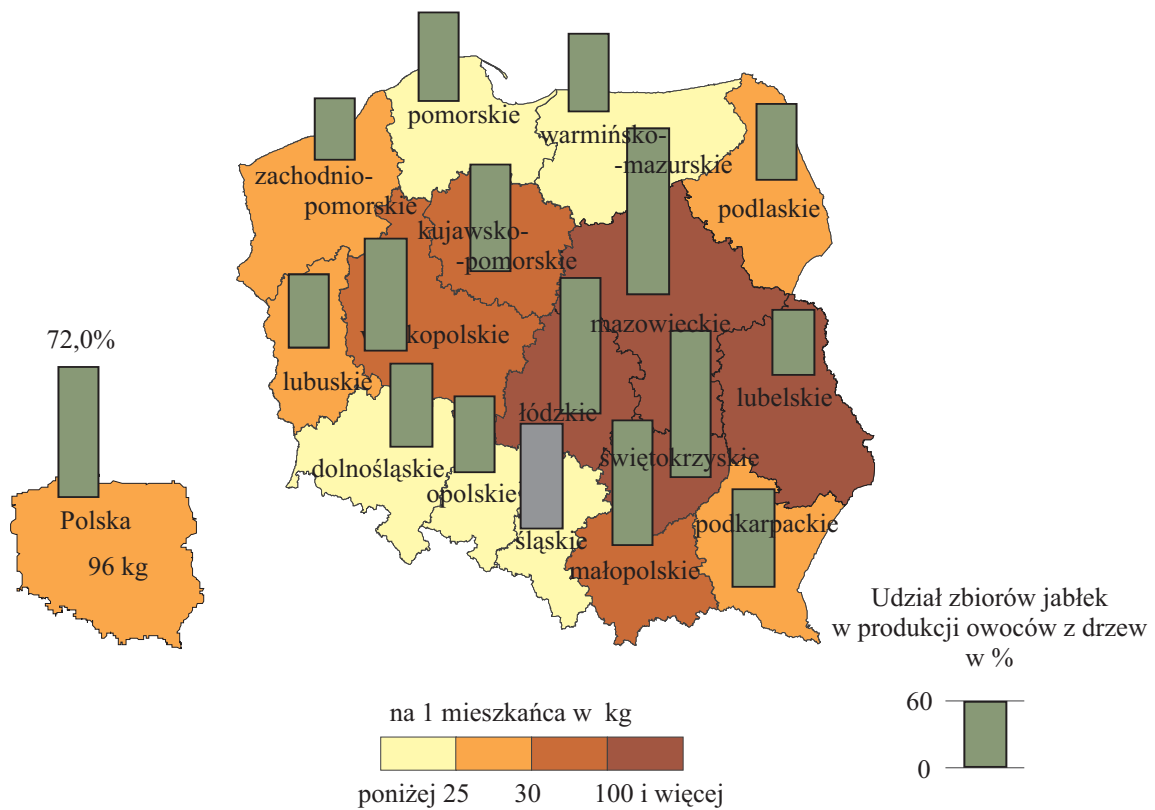 pomorskie
warmińsko-
-mazurskie
zachodnio-
pomorskie
podlaskie
kujawsko-
-pomorskie
mazowieckie
kopolskie
72,0%
lubuskie
lubelskie
łódzkie
dolnośląskie
opolskie
świętokrzyskie
Polska
96 kg
śląskie
podkarpackie
małopolskie
Udział zbiorów jabłek
w produkcji owoców z drzew
w %
60
0
na 1 mieszkańca w kg
poniżej 25 30 100 i więcej